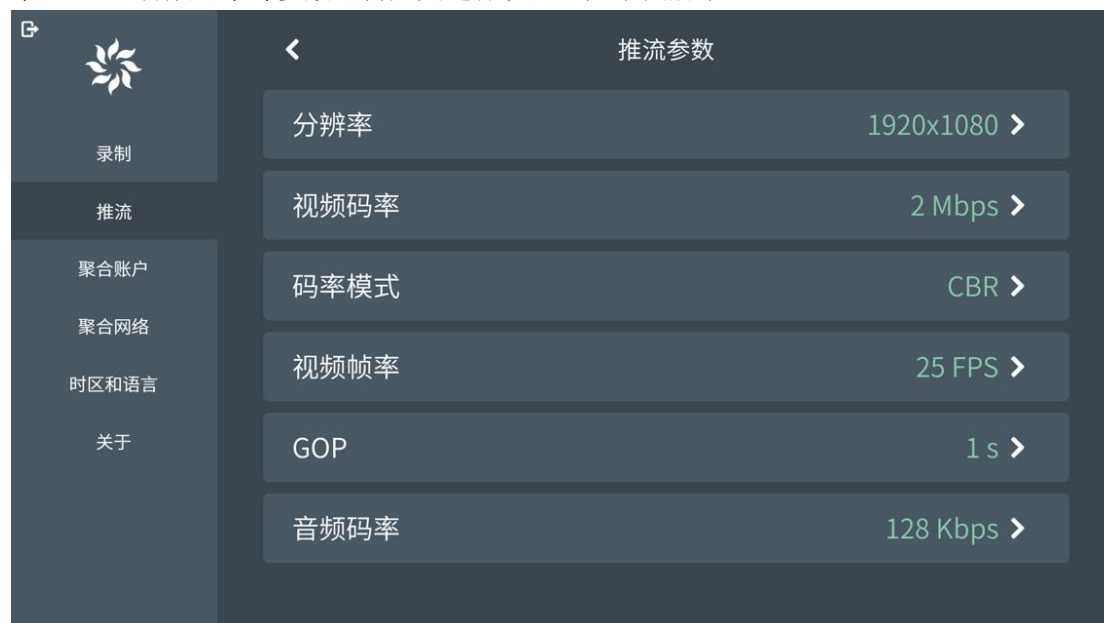 推流参数
录制
推流
聚合账户
聚合网络
时区和语言
关于
分辨率 1920x1080
视频码率 2 Mbps
码率模式 CBR
视频帧率 25 FPS
GOP 1 s
音频码率 128 Kbps